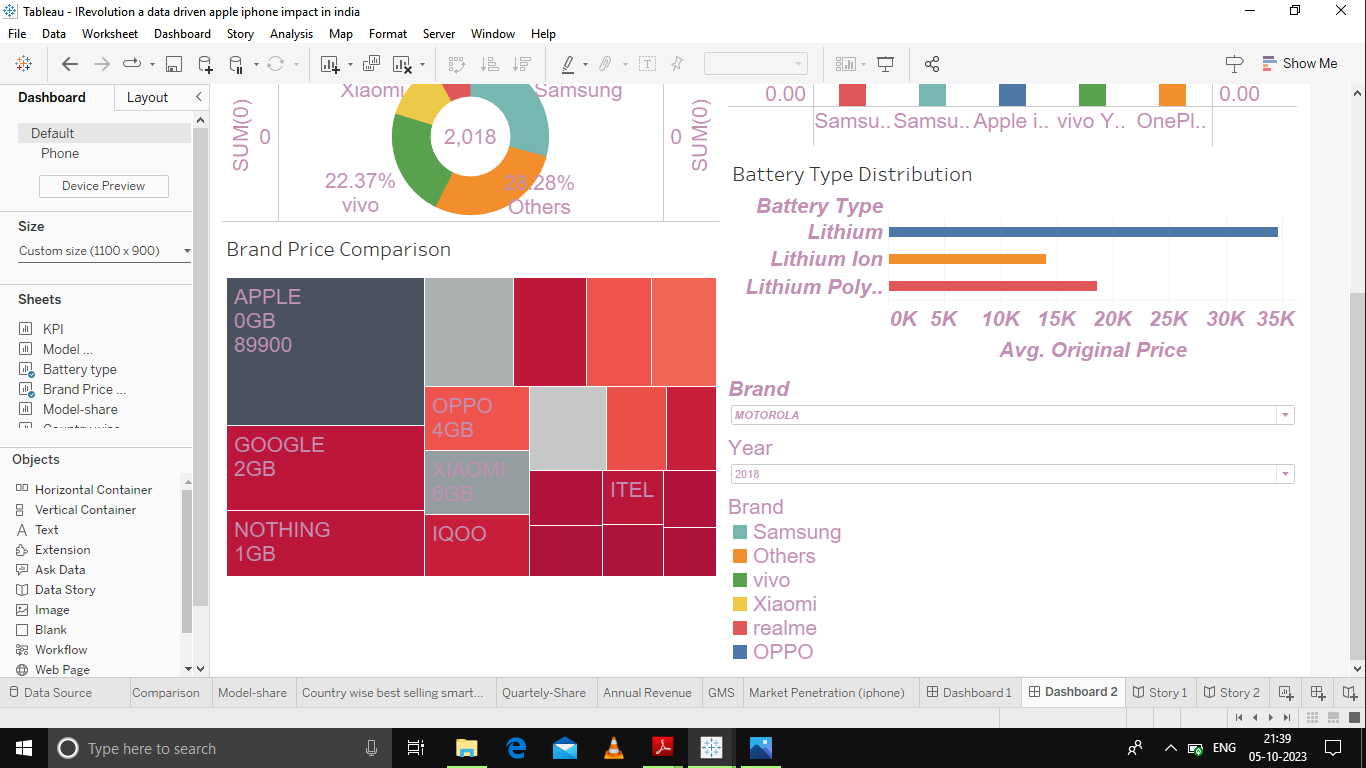 Tableau - IRevolution a data driven apple iphone impact in india
File Data Worksheet Dashboard Story Analysis Map Format Server Window Help
Show Me
Dashboard
Layout
Default
Phone
Device Preview
Size
Custom size (1100 x 900)
Sheets
KPI
Model ...
Battery type
Brand Price ...
Model-share
Country wise
Objects
Horizontal Container
Vertical Container
Text
Extension
Ask Data
Data Story
Image
Blank
Workflow
Web Page
SUM(0)
0
Xiaomi
Samsung
2,018
22.37%
vivo
28.28%
Others
0
SUM(0)
0.00
0.00
Samsu.. Samsu.. Apple i.. vivo Y.. OnePl..
Brand Price Comparison
APPLE
0GB
89900
GOOGLE
2GB
NOTHING
1GB
OPPO
4GB
XIAOMI
6GB
IQOO
ITEL
Battery Type Distribution
Battery Type
Lithium
Lithium Ion
Lithium Poly..
0K 5K 10K 15K 20K 25K 30K 35K
Avg. Original Price
Brand
MOTOROLA
Year
2018
Brand
Samsung
Others
vivo
Xiaomi
realme
OPPO
Data Source Comparison Model-share Country wise best selling smart... Quartely-Share Annual Revenue GMS Market Penetration (iphone) Dashboard 1 Dashboard 2 Story 1 Story 2
Type here to search
ENG
21:39
05-10-2023